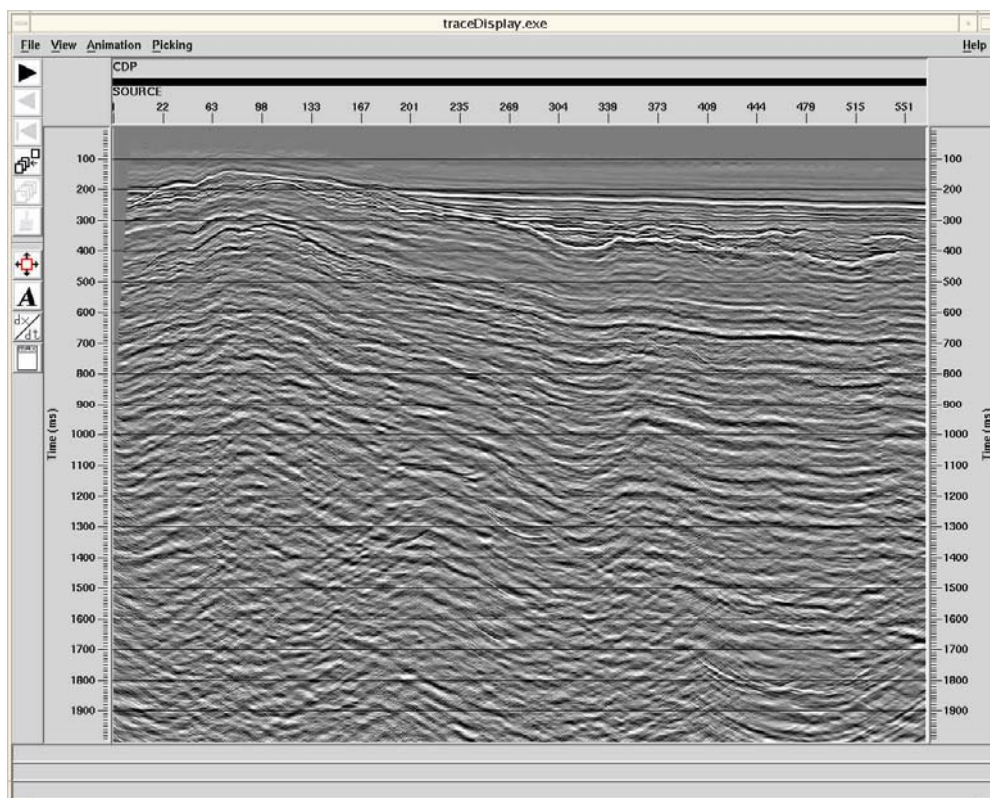 traceDisplay.exe
File View Animation Picking Help
CDP
SOURCE
1 22 63 98 133 167 201 235 269 304 339 373 409 444 479 515 551
100 100
200 200
300 300
400 400
500 500
600 600
700 700
800 800
900 900
1000 1000
1100 1100
1200 1200
1300 1300
1400 1400
1500 1500
1600 1600
1700 1700
1800 1800
1900 1900
Time (ms)
Time (ms)
A
dx/dt